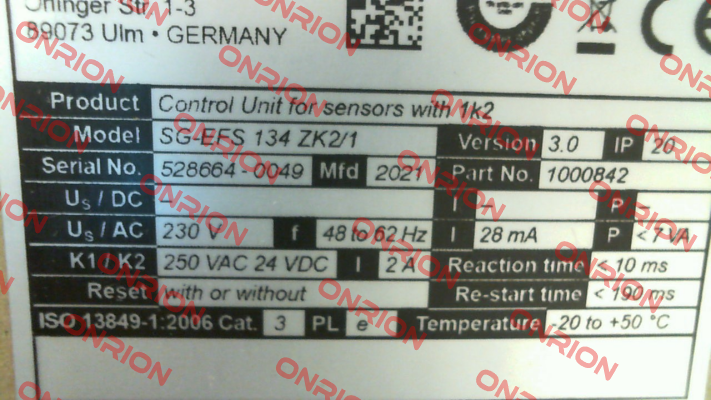 Str. 1-3
89073 Ulm • GERMANY
Product Control Unit for sensors with 1k2
Model SG-EFS 134 ZK2/1 Version 3.0 IP 20
Serial No. 528664 - 0049 Mfd 2021 Part No. 1000842
US / DC I P <
US / AC 230 V f 48 to 62 Hz I 28 mA P < 7 VA
K1 / K2 250 VAC 24 VDC I 2 A Reaction time < 10 ms
Reset with or without Re-start time < 190 ms
ISO 13849-1:2006 Cat. 3 PL e Temperature 20 to +50 °C
ONRION